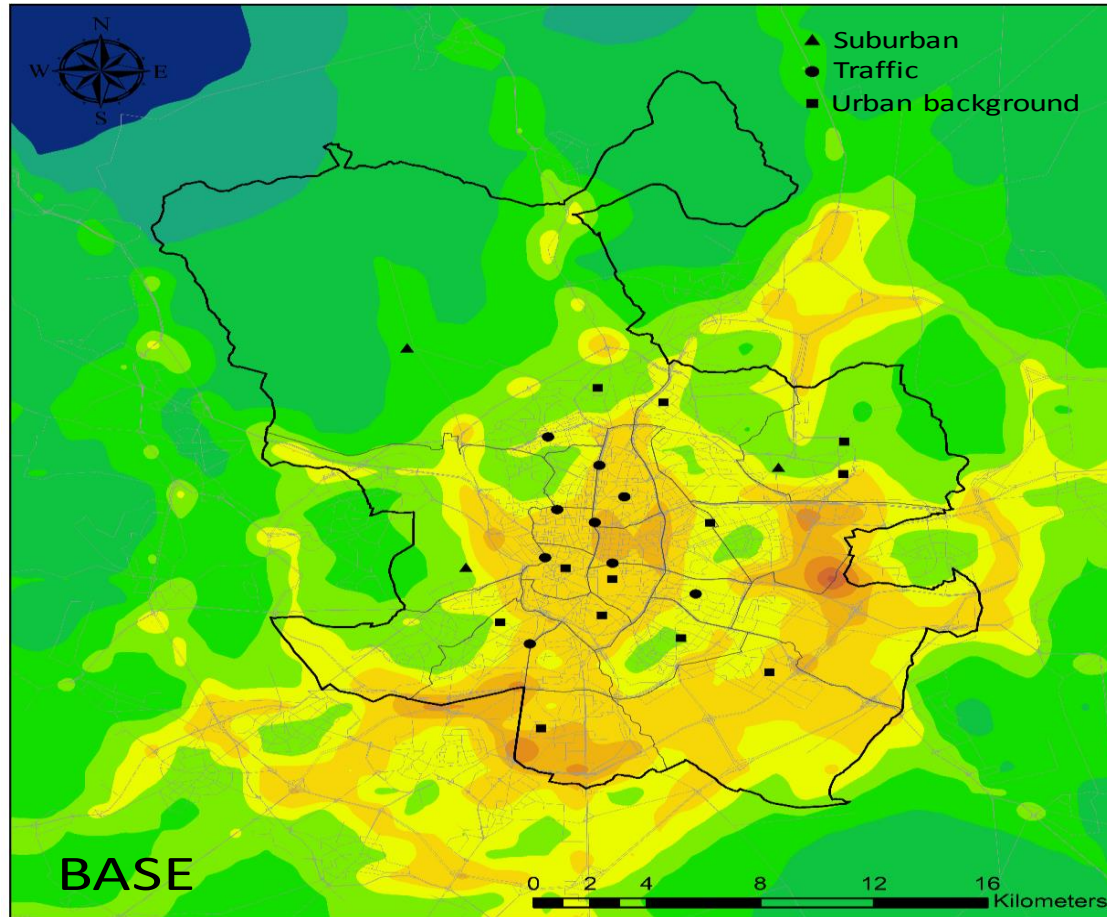 N
W E
S
Suburban
Traffic
Urban background
BASE
0 2 4 8 12 16
Kilometers